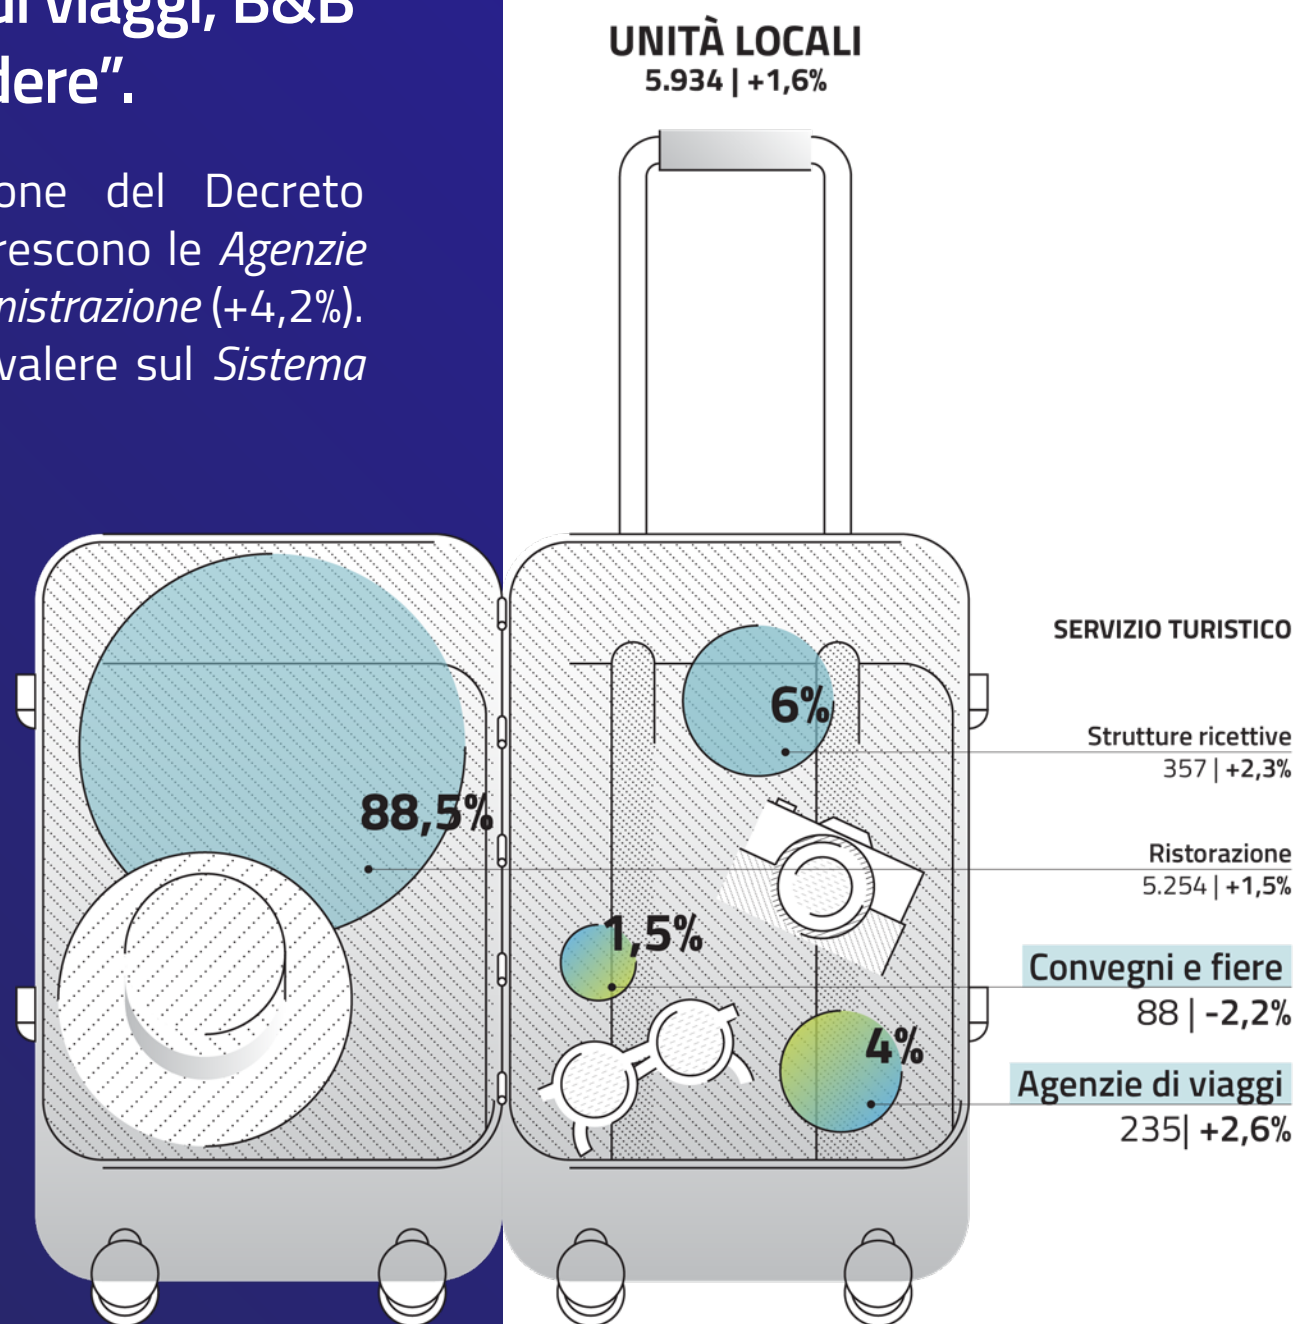 di viaggi, B&B
dere”.
one del Decreto
rescono le Agenzie
nistrazione (+4,2%).
valere sul Sistema
UNITÀ LOCALI
5.934 | +1,6%
88,5%
6%
1,5%
4%
SERVIZIO TURISTICO
Strutture ricettive
357 | +2,3%
Ristorazione
5.254 | +1,5%
Convegni e fiere
88 | -2,2%
Agenzie di viaggi
235| +2,6%